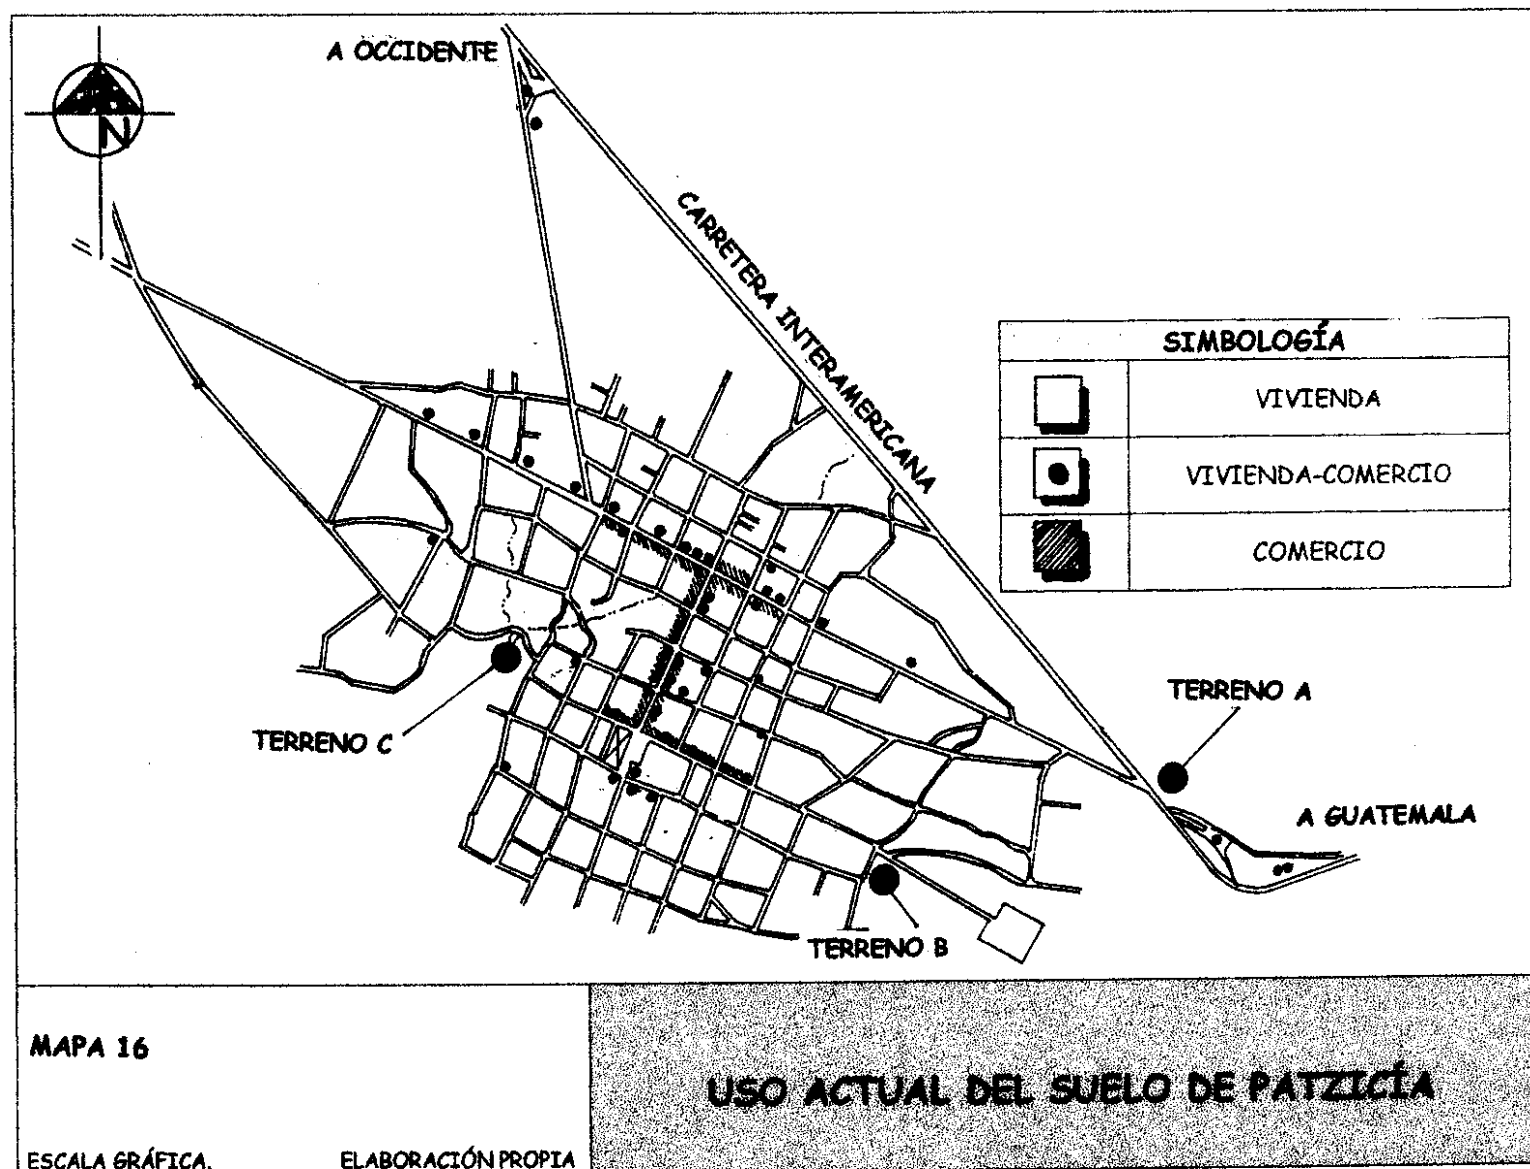 A OCCIDENTE
N
CARRETERA INTERAMERICANA
SIMBOLOGÍA
VIVIENDA
VIVIENDA-COMERCIO
COMERCIO
TERRENO A
TERRENO C
A GUATEMALA
TERRENO B
MAPA 16
USO ACTUAL DEL SUELO DE PATZICÍA
ESCALA GRÁFICA.
ELABORACIÓN PROPIA